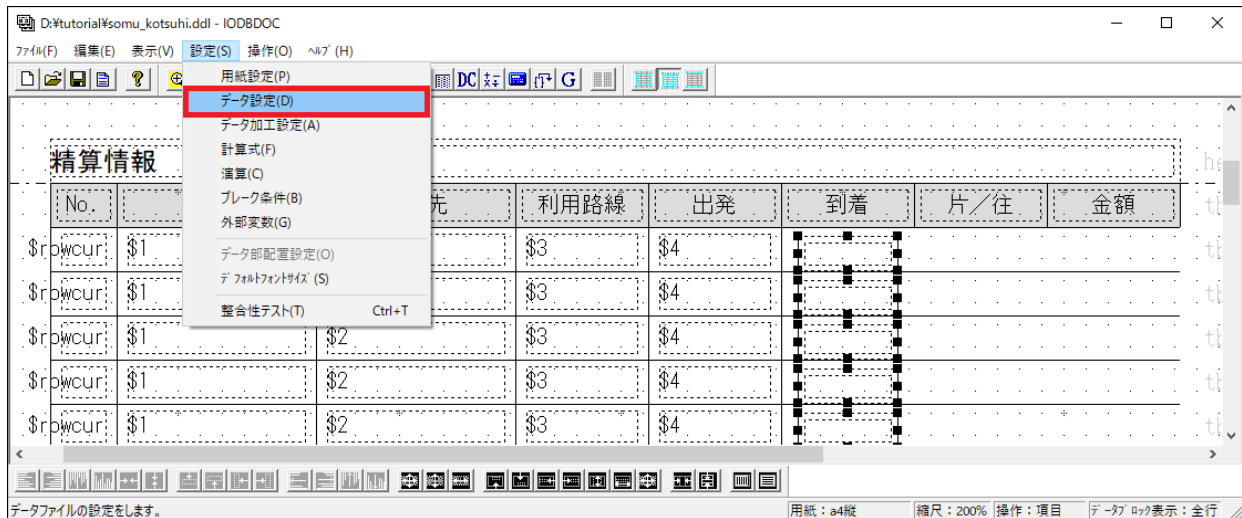 D:¥tutorial¥somu_kotsuhi.ddl - IODBDOC
ファイル(F) 編集(E) 表示(V) 設定(S) 操作(O) ヘルプ(H)
用紙設定(P)
DC G
データ設定(D)
データ加工設定(A)
計算式(F)
演算(C)
ブレーク条件(B)
外部変数(G)
データ部配置設定(O)
デフォルトフォントサイズ(S)
整合性テスト(T) Ctrl+T
精算情報
No. 先 利用路線 出発 到着 片/往 金額
$rowcur $1 $3 $4
$rowcur $1 $3 $4
$rowcur $1 $2 $3 $4
$rowcur $1 $2 $3 $4
$rowcur $1 $2 $3 $4
データファイルの設定をします。 用紙:a4縦 縮尺:200% 操作:項目 データブロック表示:全行